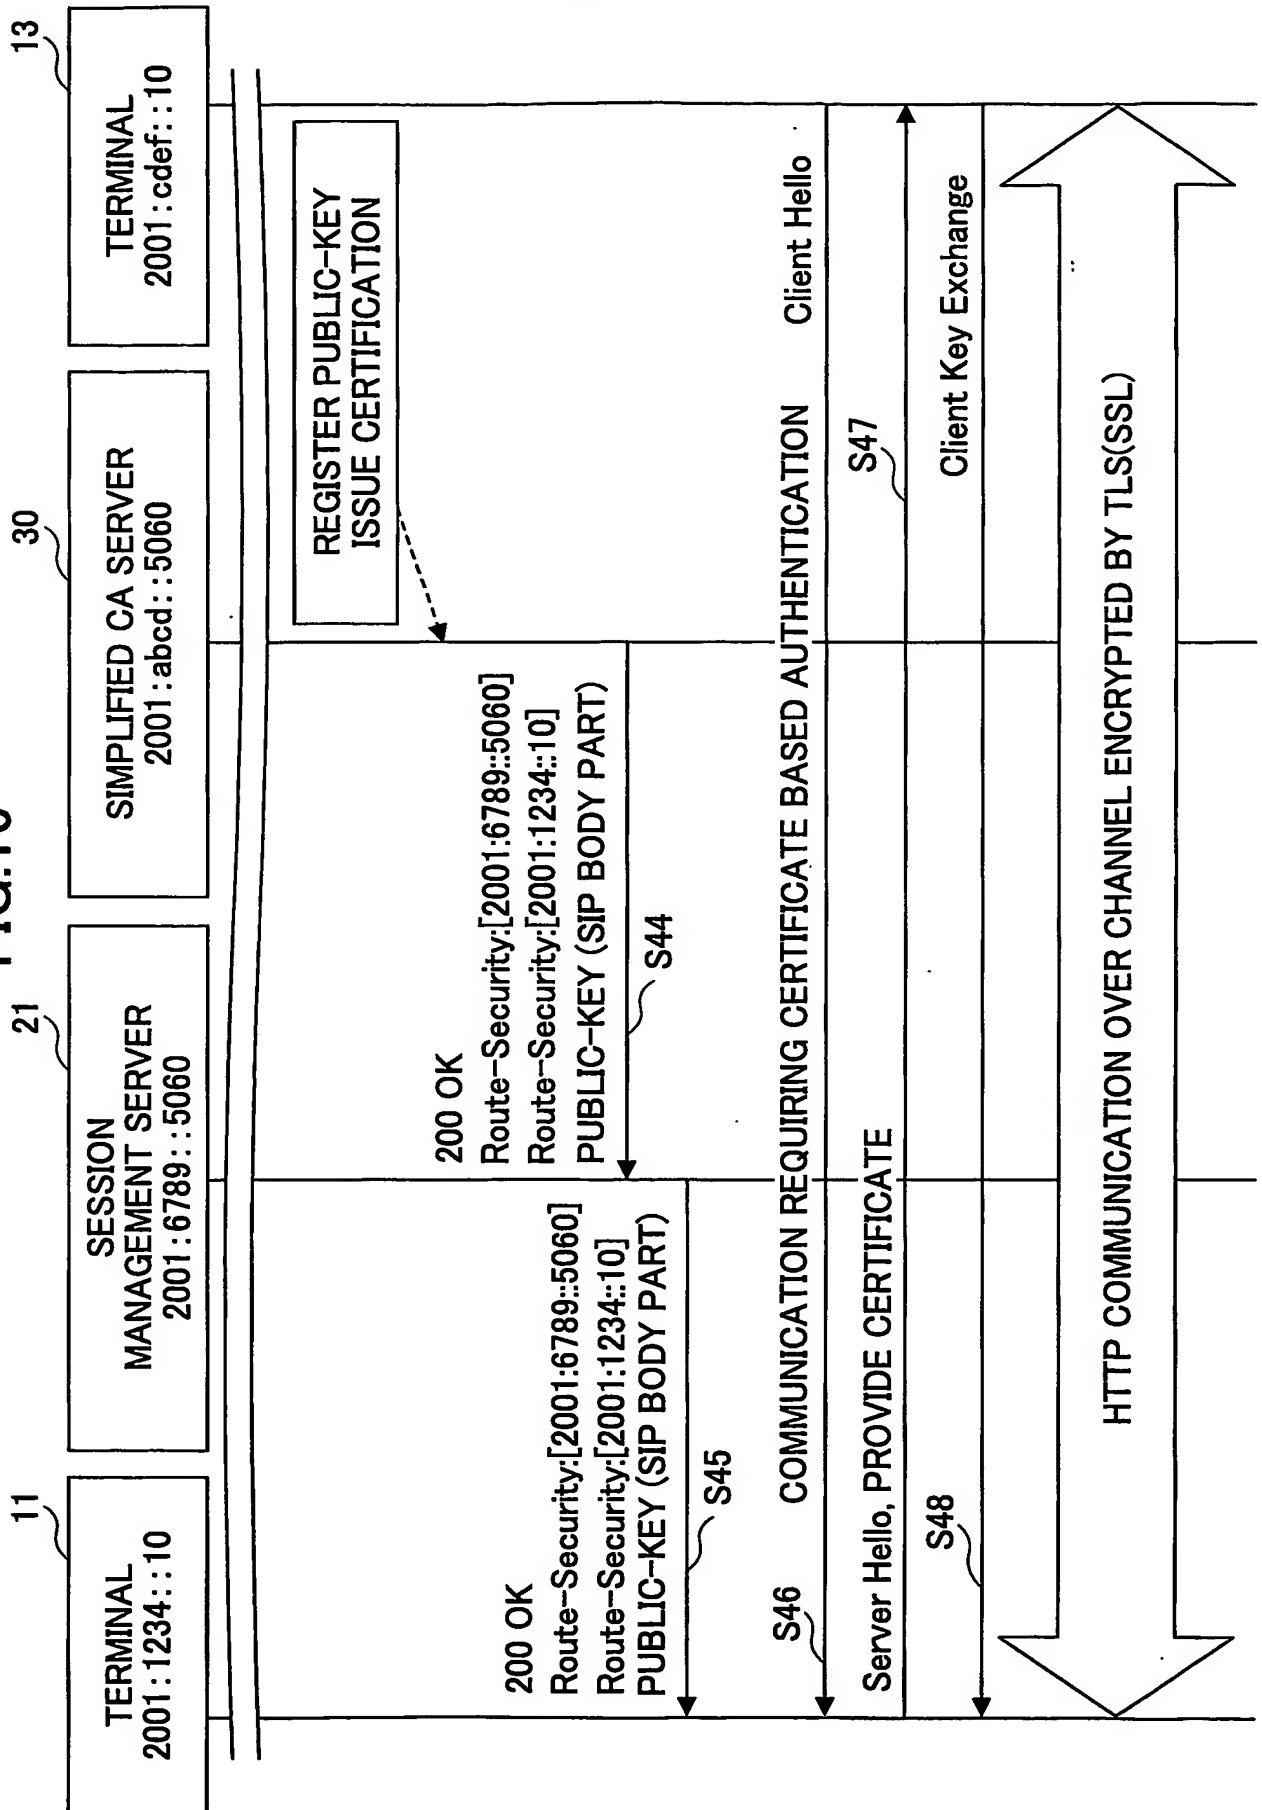 11
TERMINAL
2001:1234::10
21
SESSION
MANAGEMENT SERVER
2001:6789::5060
30
SIMPLIFIED CA SERVER
2001:abcd::5060
13
TERMINAL
2001:cdef::10
REGISTER PUBLIC-KEY
ISSUE CERTIFICATION
200 OK
Route-Security:[2001:6789::5060]
Route-Security:[2001:1234::10]
PUBLIC-KEY (SIP BODY PART)
S44
200 OK
Route-Security:[2001:6789::5060]
Route-Security:[2001:1234::10]
PUBLIC-KEY (SIP BODY PART)
S45
S46
COMMUNICATION REQUIRING CERTIFICATE BASED AUTHENTICATION
Client Hello
Server Hello, PROVIDE CERTIFICATE
S47
S48
Client Key Exchange
HTTP COMMUNICATION OVER CHANNEL ENCRYPTED BY TLS(SSL)